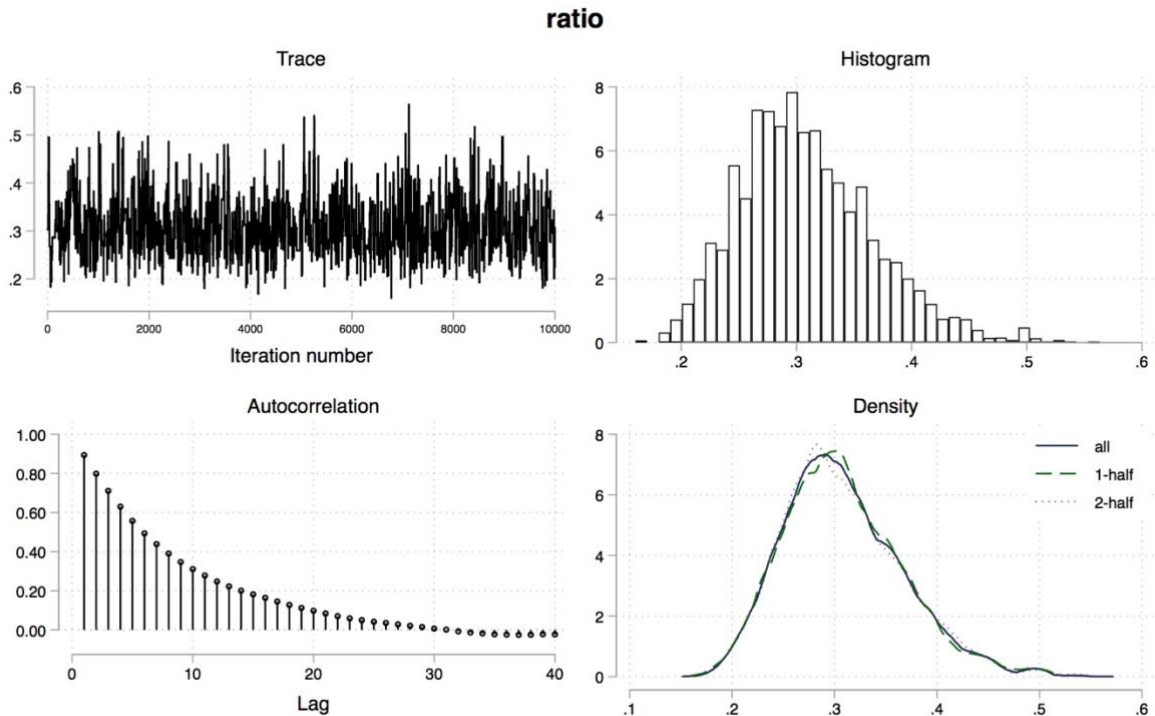 ratio
Trace
.6
.5
.4
.3
.2
0 2000 4000 6000 8000 10000
Iteration number
Histogram
8
6
4
2
0
.2 .3 .4 .5 .6
Autocorrelation
1.00
0.80
0.60
0.40
0.20
0.00
0 10 20 30 40
Lag
Density
8
6
4
2
0
.1 .2 .3 .4 .5 .6
all
1-half
2-half